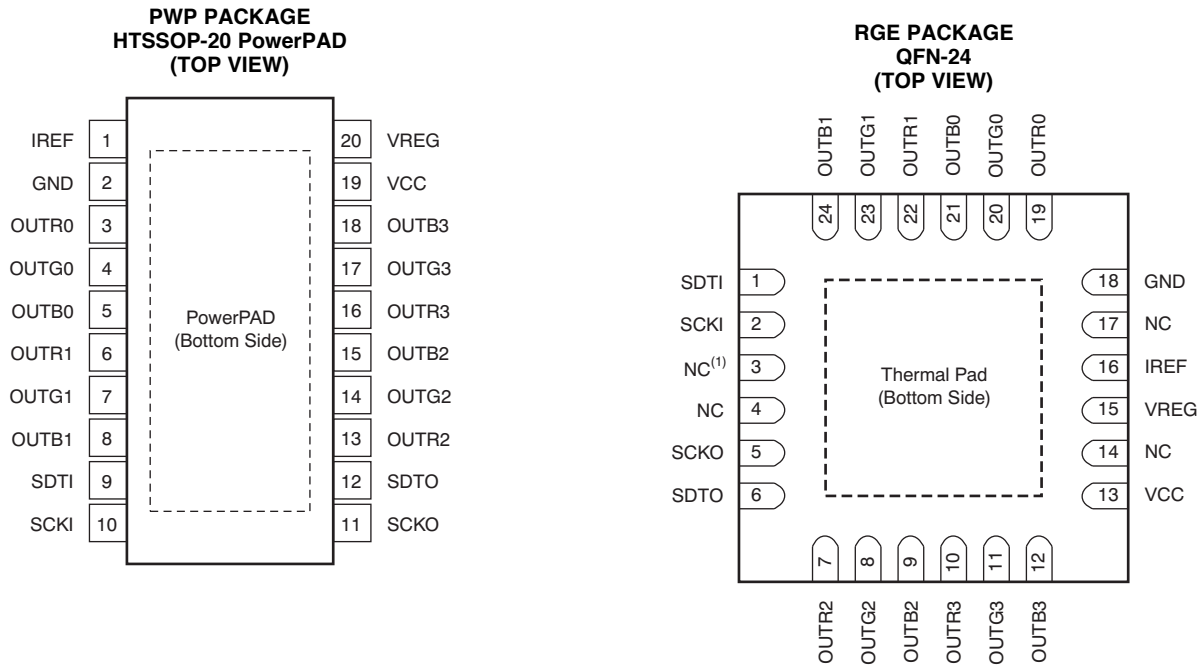 PWP PACKAGE
HTSSOP-20 PowerPAD
(TOP VIEW)
IREF 1 20 VREG
GND 2 19 VCC
OUTR0 3 18 OUTB3
OUTG0 4 17 OUTG3
OUTB0 5 16 OUTR3
OUTR1 6 15 OUTB2
OUTG1 7 14 OUTG2
OUTB1 8 13 OUTR2
SDTI 9 12 SDTO
SCKI 10 11 SCKO
PowerPAD
(Bottom Side)
RGE PACKAGE
QFN-24
(TOP VIEW)
OUTB1 OUTG1 OUTR1 OUTB0 OUTG0 OUTR0
24 23 22 21 20 19
SDTI 1 18 GND
SCKI 2 17 NC
NC(1) 3 16 IREF
NC 4 15 VREG
SCKO 5 14 NC
SDTO 6 13 VCC
Thermal Pad
(Bottom Side)
7 8 9 10 11 12
OUTR2 OUTG2 OUTB2 OUTR3 OUTG3 OUTB3